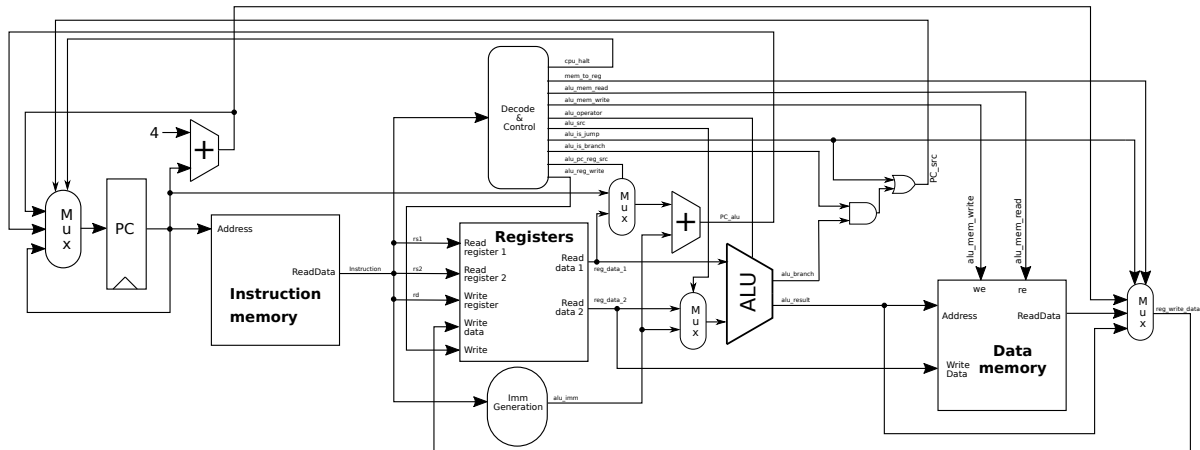 4
+
M
u
x
PC
Address
ReadData
Instruction
memory
Instruction
Decode
&
Control
cpu_halt
mem_to_reg
alu_mem_read
alu_mem_write
alu_operator
alu_src
alu_is_jump
alu_is_branch
alu_pc_reg_src
alu_reg_write
M
u
x
+
PC_alu
PC_src
rs1
rs2
rd
Registers
Read
register 1
Read
register 2
Write
register
Write
data
Write
Read
data 1
Read
data 2
reg_data_1
reg_data_2
M
u
x
ALU
alu_branch
alu_result
Imm
Generation
alu_imm
alu_mem_write
alu_mem_read
we
re
Address
ReadData
Write
Data
Data
memory
M
u
x
reg_write_data